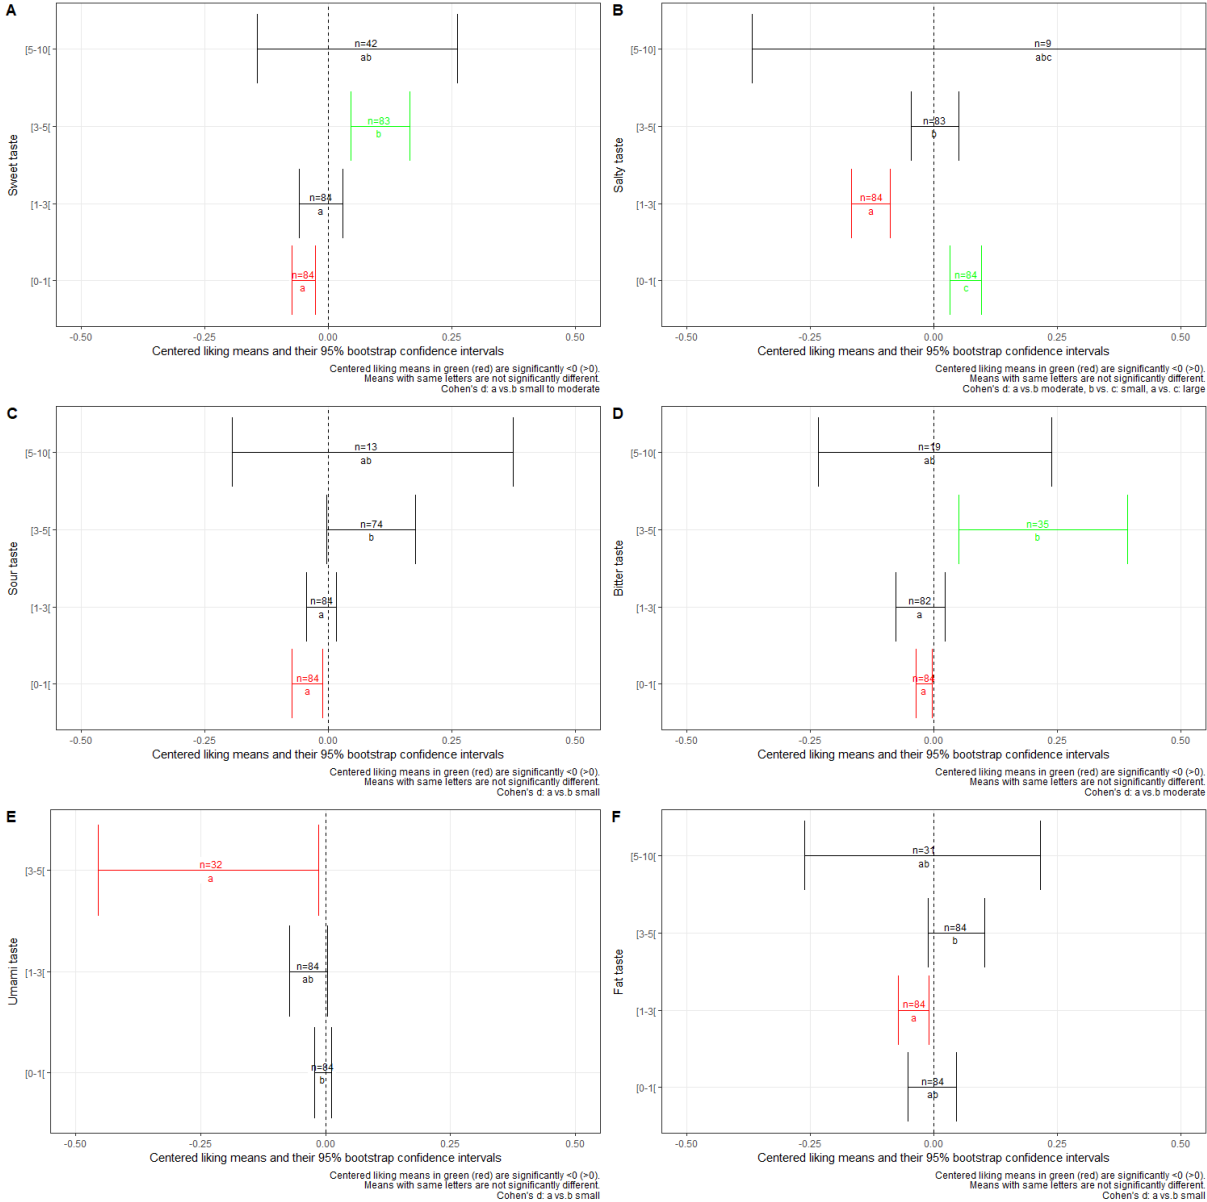 A
Sweet taste
[5-10[
n=42
ab
[3-5[
n=83
b
[1-3[
n=84
a
[0-1[
n=84
a
-0.50 -0.25 0.00 0.25 0.50
Centered liking means and their 95% bootstrap confidence intervals
Centered liking means in green (red) are significantly <0 (>0).
Means with same letters are not significantly different.
Cohen's d: a vs.b small to moderate
B
Salty taste
[5-10[
n=9
abc
[3-5[
n=83
b
[1-3[
n=84
a
[0-1[
n=84
c
-0.50 -0.25 0.00 0.25 0.50
Centered liking means and their 95% bootstrap confidence intervals
Centered liking means in green (red) are significantly <0 (>0).
Means with same letters are not significantly different.
Cohen's d: a vs.b moderate, b vs. c: small, a vs. c: large
C
Sour taste
[5-10[
n=13
ab
[3-5[
n=74
b
[1-3[
n=84
a
[0-1[
n=84
a
-0.50 -0.25 0.00 0.25 0.50
Centered liking means and their 95% bootstrap confidence intervals
Centered liking means in green (red) are significantly <0 (>0).
Means with same letters are not significantly different.
Cohen's d: a vs.b small
D
Bitter taste
[5-10[
n=19
ab
[3-5[
n=35
b
[1-3[
n=82
a
[0-1[
n=84
a
-0.50 -0.25 0.00 0.25 0.50
Centered liking means and their 95% bootstrap confidence intervals
Centered liking means in green (red) are significantly <0 (>0).
Means with same letters are not significantly different.
Cohen's d: a vs.b moderate
E
Umami taste
[3-5[
n=32
a
[1-3[
n=84
ab
[0-1[
n=84
b
-0.50 -0.25 0.00 0.25 0.50
Centered liking means and their 95% bootstrap confidence intervals
Centered liking means in green (red) are significantly <0 (>0).
Means with same letters are not significantly different.
Cohen's d: a vs.b small
F
Fat taste
[5-10[
n=31
ab
[3-5[
n=84
b
[1-3[
n=84
a
[0-1[
n=84
ab
-0.50 -0.25 0.00 0.25 0.50
Centered liking means and their 95% bootstrap confidence intervals
Centered liking means in green (red) are significantly <0 (>0).
Means with same letters are not significantly different.
Cohen's d: a vs.b small